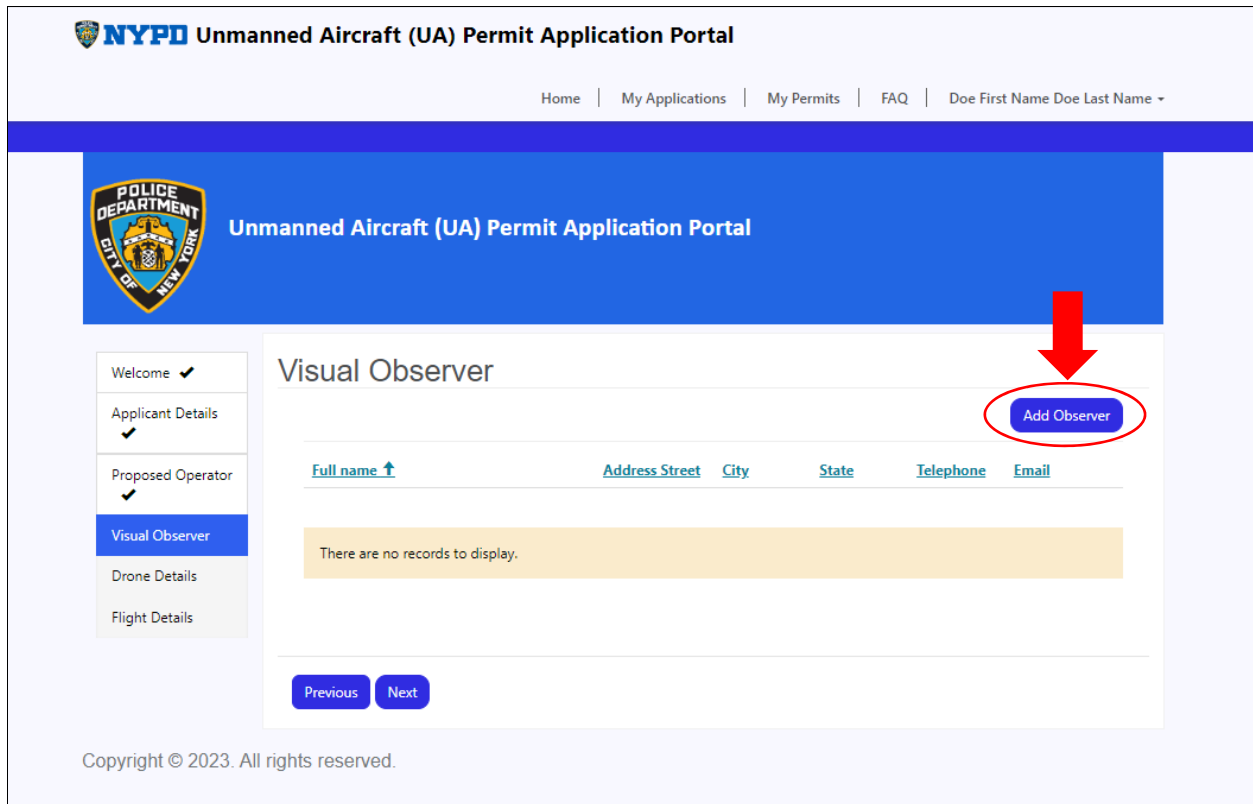 NYPD Unmanned Aircraft (UA) Permit Application Portal
Home | My Applications | My Permits | FAQ | Doe First Name Doe Last Name
POLICE
DEPARTMENT
CITY OF
NEW YORK
Unmanned Aircraft (UA) Permit Application Portal
Welcome ✔
Applicant Details
✔
Proposed Operator
✔
Visual Observer
Drone Details
Flight Details
Visual Observer
Add Observer
Full name Address Street City State Telephone Email
There are no records to display.
Previous Next
Copyright © 2023. All rights reserved.